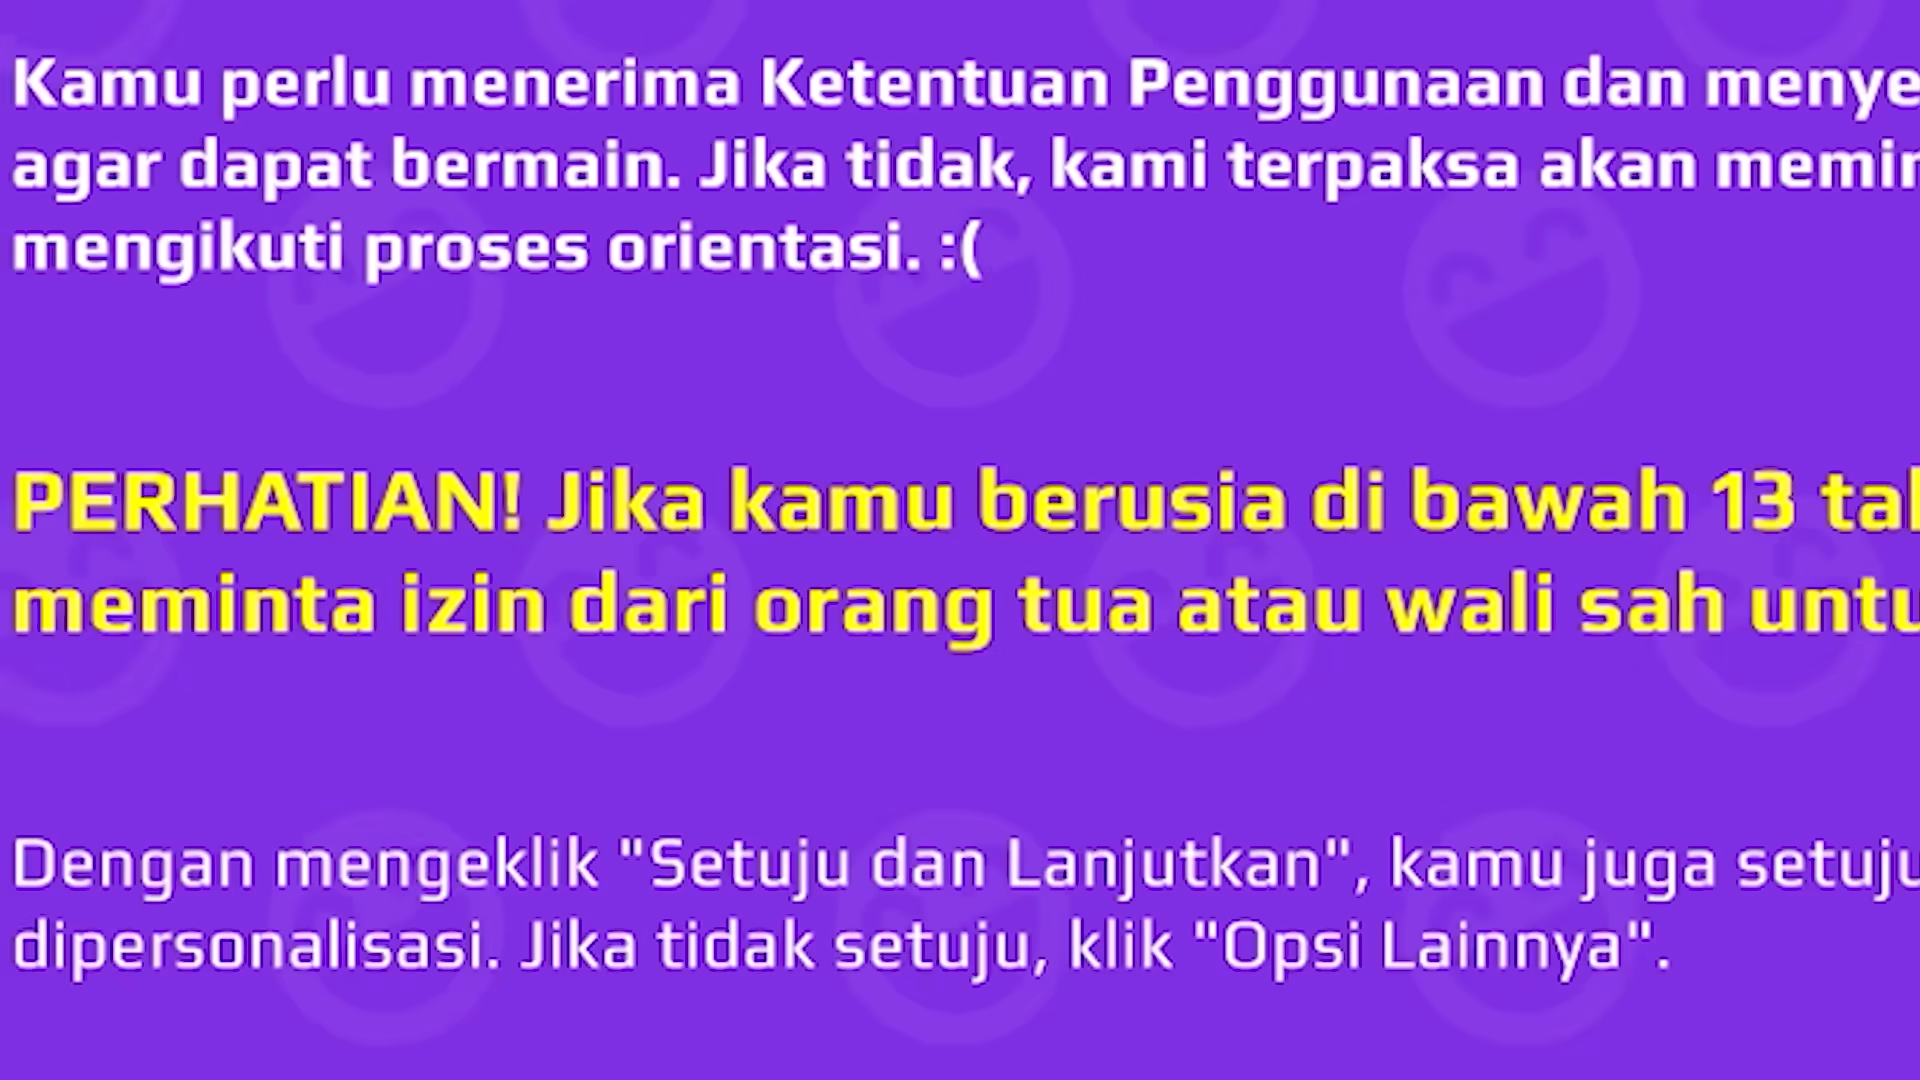 Kamu perlu menerima Ketentuan Penggunaan dan menye
agar dapat bermain. Jika tidak, kami terpaksa akan memin
mengikuti proses orientasi. :(
PERHATIAN! Jika kamu berusia di bawah 13 tah
meminta izin dari orang tua atau wali sah untu
Dengan mengeklik "Setuju dan Lanjutkan", kamu juga setuju
dipersonalisasi. Jika tidak setuju, klik "Opsi Lainnya".